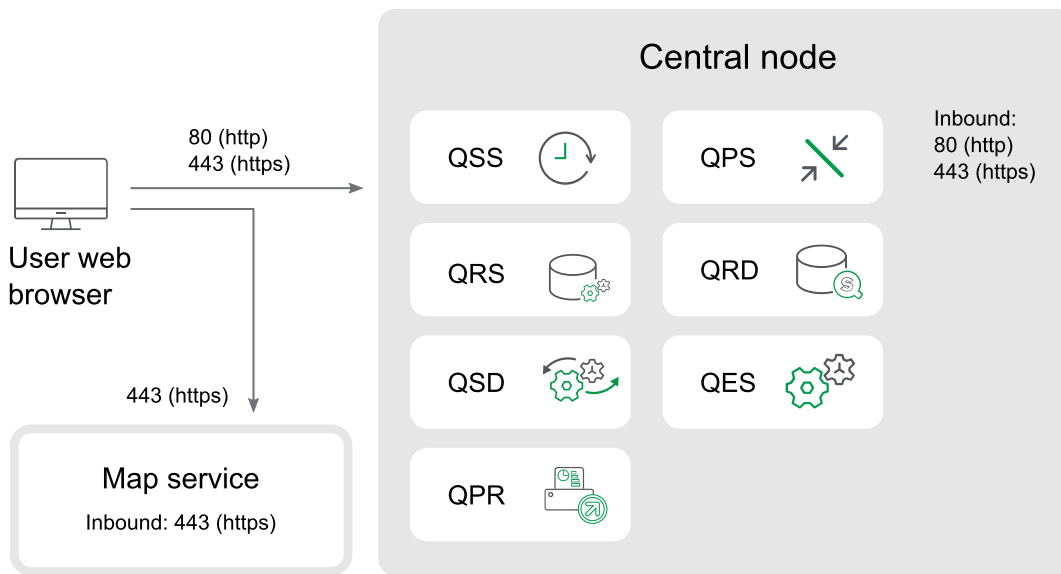 Central node
80 (http)
443 (https)
User web
browser
443 (https)
Map service
Inbound: 443 (https)
QSS
QPS
QRS
QRD
QSD
QES
QPR
Inbound:
80 (http)
443 (https)
S